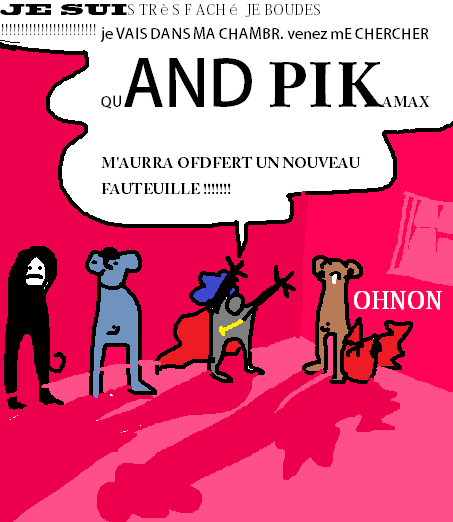 JE SUIS TRèS FACHé JE BOUDES
!!!!!!!!!!!!!!!!!!!!!!!!!! je VAIS DANS MA CHAMBR. venez mE CHERCHER
QUAND PIKAMAX
M'AURRA OFDFERT UN NOUVEAU
FAUTEUILLE !!!!!!!
OHNON